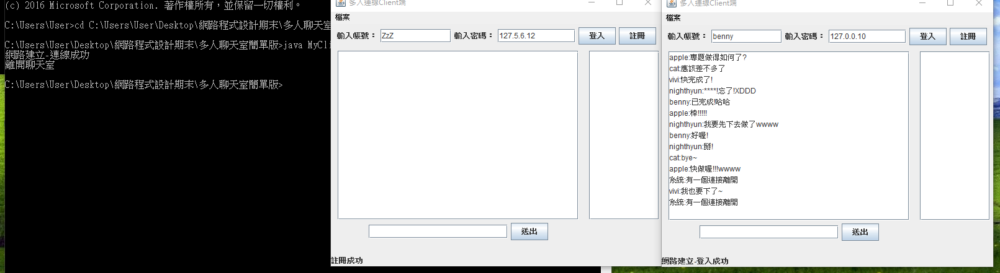 (c) 2016 Microsoft Corporation. 著作權所有，並保留一切權利。
C:\Users\User>cd C:\Users\User\Desktop\網路程式設計期末\多人聊天室
C:\Users\User\Desktop\網路程式設計期末\多人聊天室簡單版>java MyCli
網路建立-連線成功
離開聊天室
C:\Users\User\Desktop\網路程式設計期末\多人聊天室簡單版>
多人連線Client端
檔案
輸入帳號： ZzZ 輸入密碼： 127.5.6.12 登入 註冊
送出
註冊成功
多人連線Client端
檔案
輸入帳號： benny 輸入密碼： 127.0.0.10 登入 註冊
apple:專題做得如何了?
cat:應該差不多了
vivi:快完成了!
nighthyun:****!忘了!XDDD
benny:已完成!哈哈
apple:棒!!!!!
nighthyun:我要先下去做了wwww
benny:好喔!
nighthyun:掰!
cat:bye~
apple:快做喔!!!wwww
系統:有一個連接離開
vivi:我也要下了~
系統:有一個連接離開
送出
網路建立-登入成功